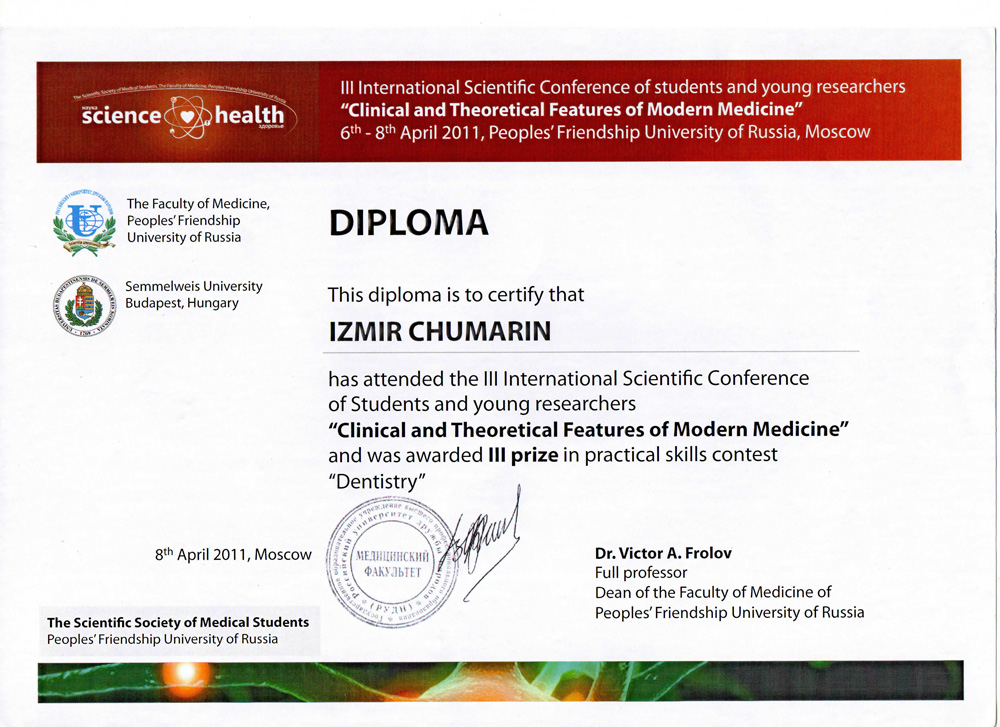 The Scientific Society of Medical Students, The Faculty of Medicine, Peoples' Friendship University of Russia
наука
science health
здоровье
III International Scientific Conference of students and young researchers
“Clinical and Theoretical Features of Modern Medicine”
6th - 8th April 2011, Peoples’ Friendship University of Russia, Moscow
The Faculty of Medicine,
Peoples’ Friendship
University of Russia
Semmelweis University
Budapest, Hungary
DIPLOMA
This diploma is to certify that
IZMIR CHUMARIN
has attended the III International Scientific Conference
of Students and young researchers
“Clinical and Theoretical Features of Modern Medicine”
and was awarded III prize in practical skills contest
“Dentistry”
МЕДИЦИНСКИЙ
ФАКУЛЬТЕТ
Российский университет дружбы народов
(РУДН)
8th April 2011, Moscow
Dr. Victor A. Frolov
Full professor
Dean of the Faculty of Medicine of
Peoples’ Friendship University of Russia
The Scientific Society of Medical Students
Peoples’ Friendship University of Russia